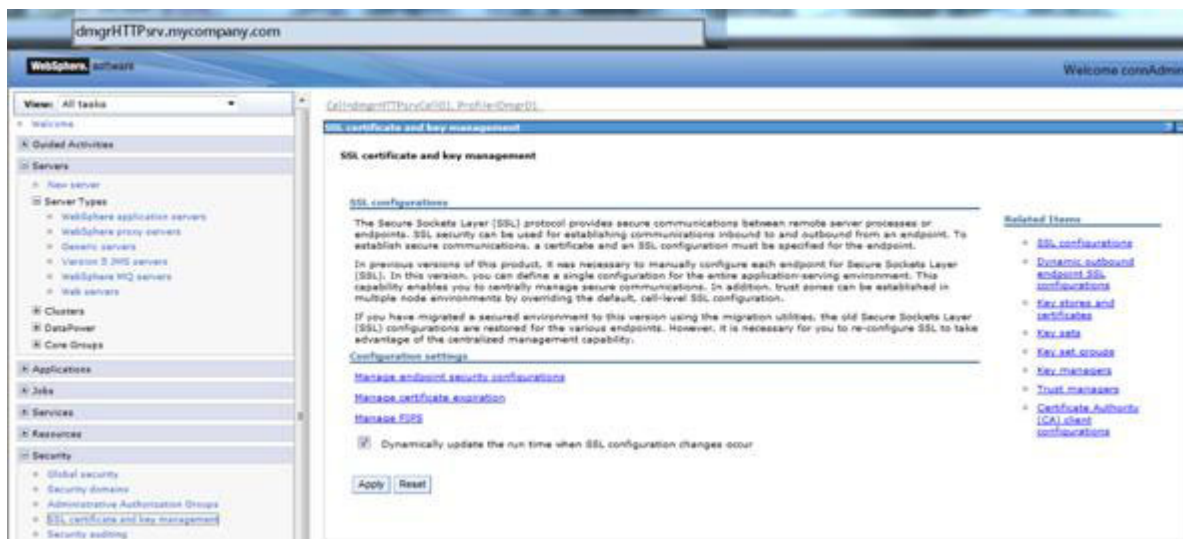 dmgrHTTPsrv.mycompany.com
WebSphere. software
Welcome connAdmin
View: All tasks
Cell=dmgrHTTPsrvCell01, Profile=Dmgr01
Welcome
Guided Activities
Servers
New server
Server Types
WebSphere application servers
WebSphere proxy servers
Generic servers
Version 5 JMS servers
WebSphere MQ servers
Web servers
Clusters
DataPower
Core Groups
Applications
Jobs
Services
Resources
Security
Global security
Security domains
Administrative Authorization Groups
SSL certificate and key management
Security auditing
SSL certificate and key management
SSL certificate and key management
SSL configurations
The Secure Sockets Layer (SSL) protocol provides secure communications between remote server processes or
endpoints. SSL security can be used for establishing communications inbound to and outbound from an endpoint. To
establish secure communications, a certificate and an SSL configuration must be specified for the endpoint.
In previous versions of this product, it was necessary to manually configure each endpoint for Secure Sockets Layer
(SSL). In this version, you can define a single configuration for the entire application-serving environment. This
capability enables you to centrally manage secure communications. In addition, trust zones can be established in
multiple node environments by overriding the default, cell-level SSL configuration.
If you have migrated a secured environment to this version using the migration utilities, the old Secure Sockets Layer
(SSL) configurations are restored for the various endpoints. However, it is necessary for you to re-configure SSL to take
advantage of the centralized management capability.
Configuration settings
Manage endpoint security configurations
Manage certificate expiration
Manage FIPS
Dynamically update the run time when SSL configuration changes occur
Apply Reset
Related Items
SSL configurations
Dynamic outbound
endpoint SSL
configurations
Key stores and
certificates
Key sets
Key set groups
Key managers
Trust managers
Certificate Authority
(CA) client
configurations